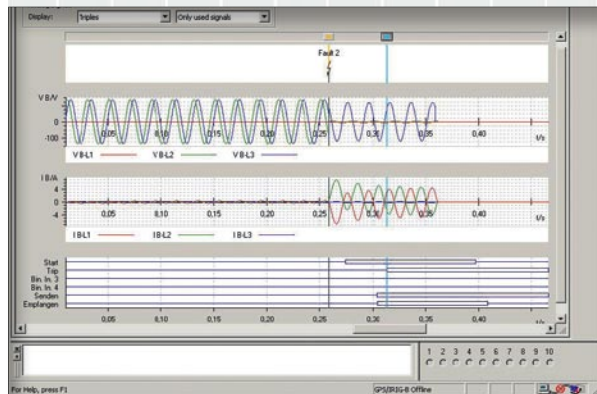 Display: Triples Only used signals
Fault 2
V B/V
0
-100
0,05 0,10 0,15 0,20 0,25 0,30 0,35 0,40 t/s
V B-L1 V B-L2 V B-L3
I B/A
4
0
-4
0,05 0,10 0,15 0,20 0,25 0,30 0,35 0,40 t/s
I B-L1 I B-L2 I B-L3
Start
Trip
Bin. In. 3
Bin. In. 4
Senden
Empfangen
0,05 0,10 0,15 0,20 0,25 0,30 0,35 0,40 t/s
1 2 3 4 5 6 7 8 9 10
For Help, press F1 GPS/IRIG-B Offline